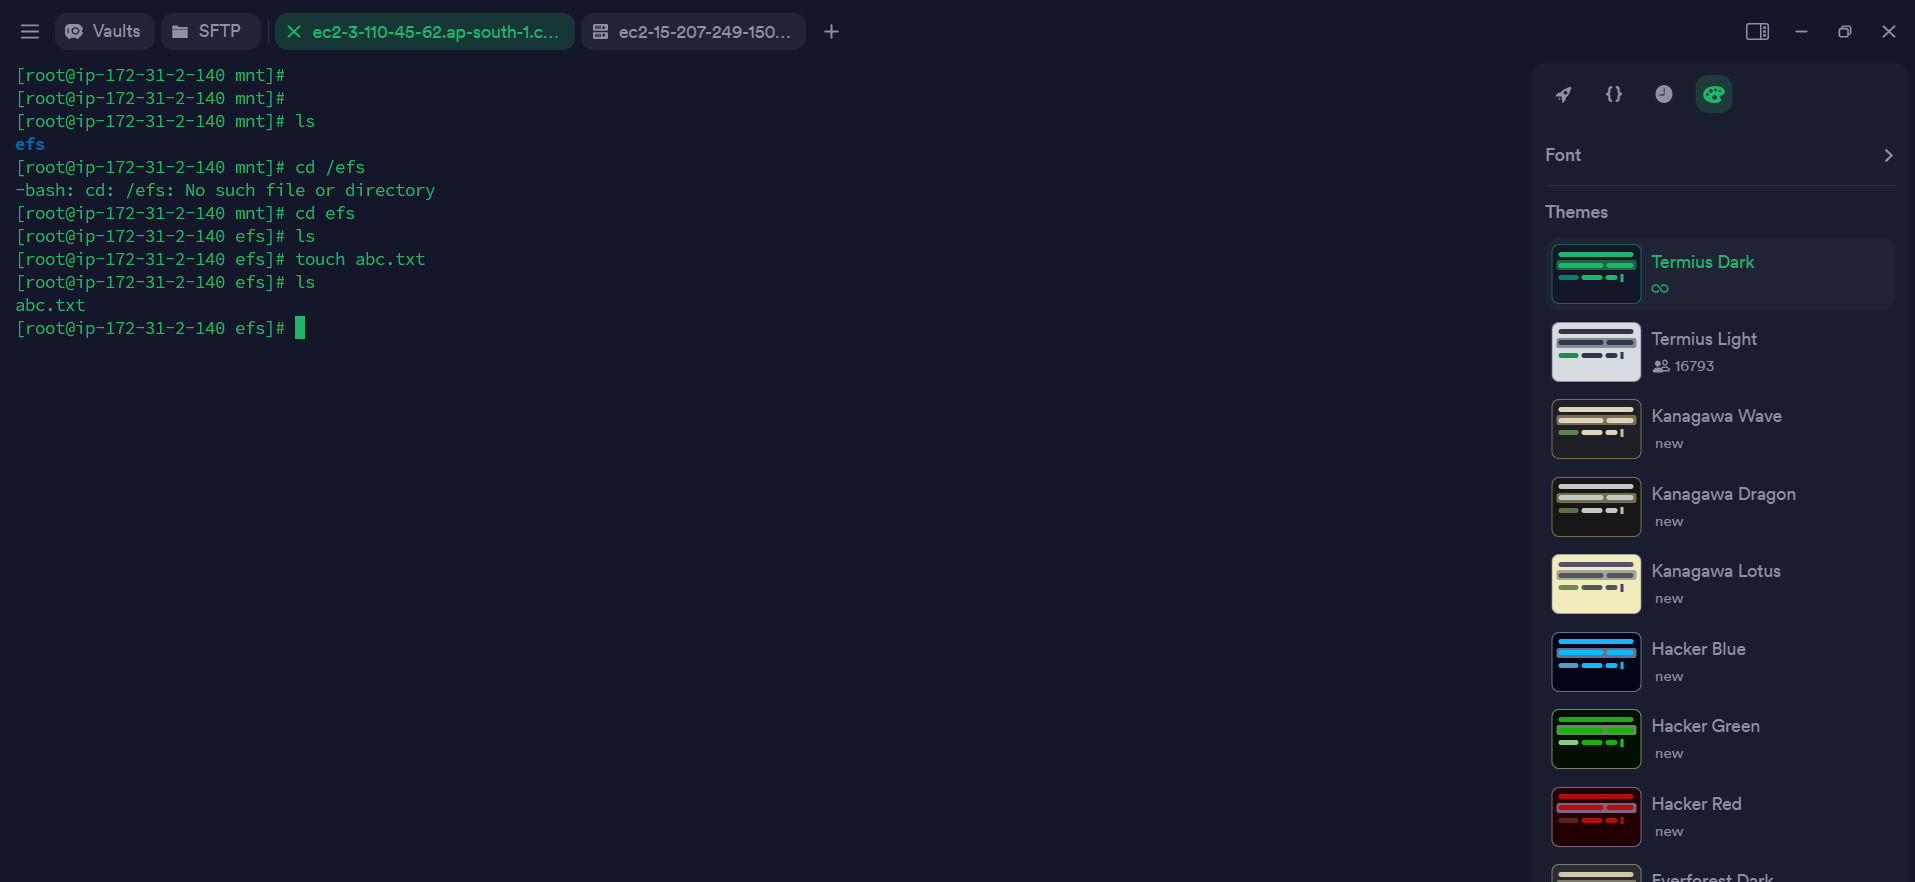 Vaults
SFTP
ec2-3-110-45-62.ap-south-1.c...
ec2-15-207-249-150...
[root@ip-172-31-2-140 mnt]#
[root@ip-172-31-2-140 mnt]#
[root@ip-172-31-2-140 mnt]# ls
efs
[root@ip-172-31-2-140 mnt]# cd /efs
-bash: cd: /efs: No such file or directory
[root@ip-172-31-2-140 mnt]# cd efs
[root@ip-172-31-2-140 efs]# ls
[root@ip-172-31-2-140 efs]# touch abc.txt
[root@ip-172-31-2-140 efs]# ls
abc.txt
[root@ip-172-31-2-140 efs]#
{}
Font
Themes
Termius Dark
∞
Termius Light
16793
Kanagawa Wave
new
Kanagawa Dragon
new
Kanagawa Lotus
new
Hacker Blue
new
Hacker Green
new
Hacker Red
new
Everforest Dark